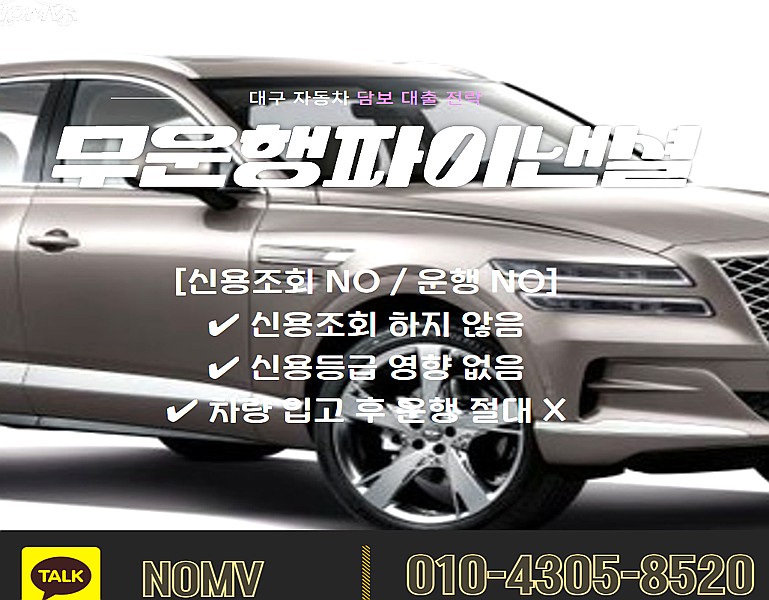 대구 자동차 담보 대출 전략
무운행파이낸셜
[신용조회 NO / 운행 NO]
✔ 신용조회 하지 않음
✔ 신용등급 영향 없음
✔ 차량 입고 후 운행 절대 X
TALK NOMV 010-4305-8520